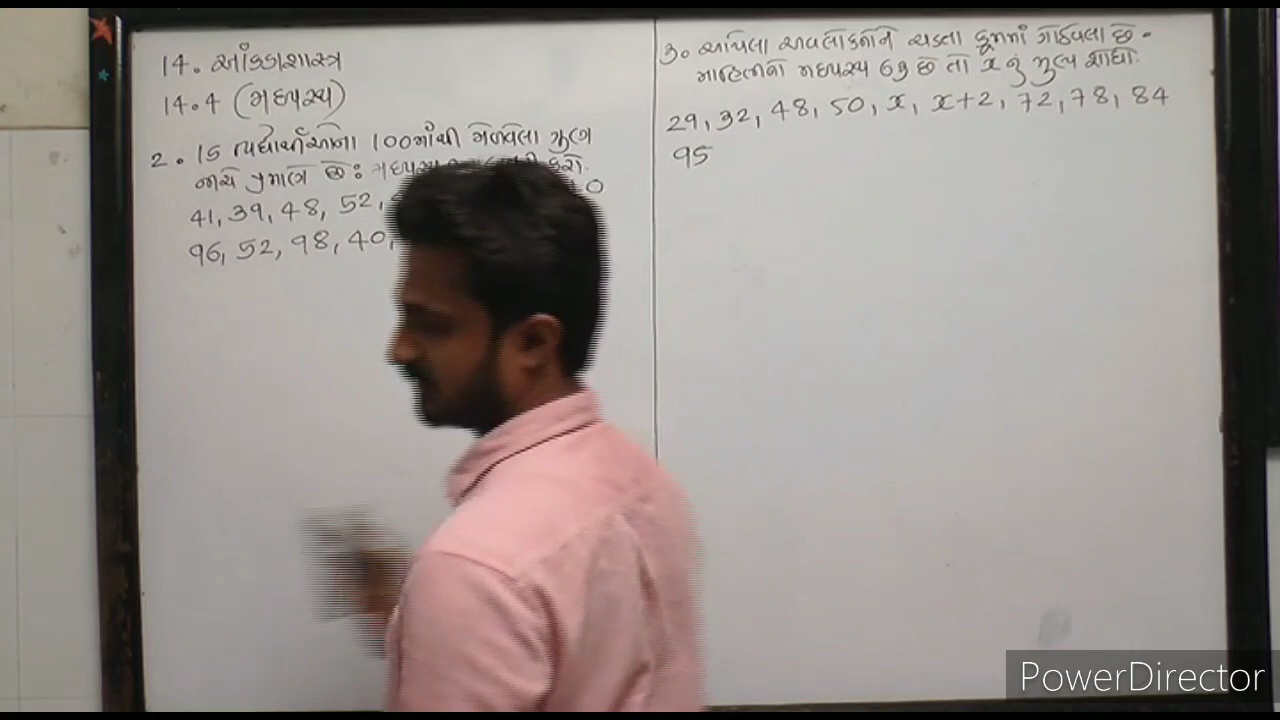 14. આંકડાશાસ્ત્ર
14.4 (મધ્યસ્થ)
2. 15 વિદ્યાર્થીઓના 100માંથી મેળવેલા ગુણ
નીચે પ્રમાણે છે:
41, 39, 48, 52,
96, 52, 98, 40,
3. આપેલા અવલોકનોને ચડતા ક્રમમાં ગોઠવેલા છે.
માહિતીનો મધ્યસ્થ 63 છે તો x નું મુલ્ય શોધો.
29, 32, 48, 50, x, x+2, 72, 78, 84
95
PowerDirector